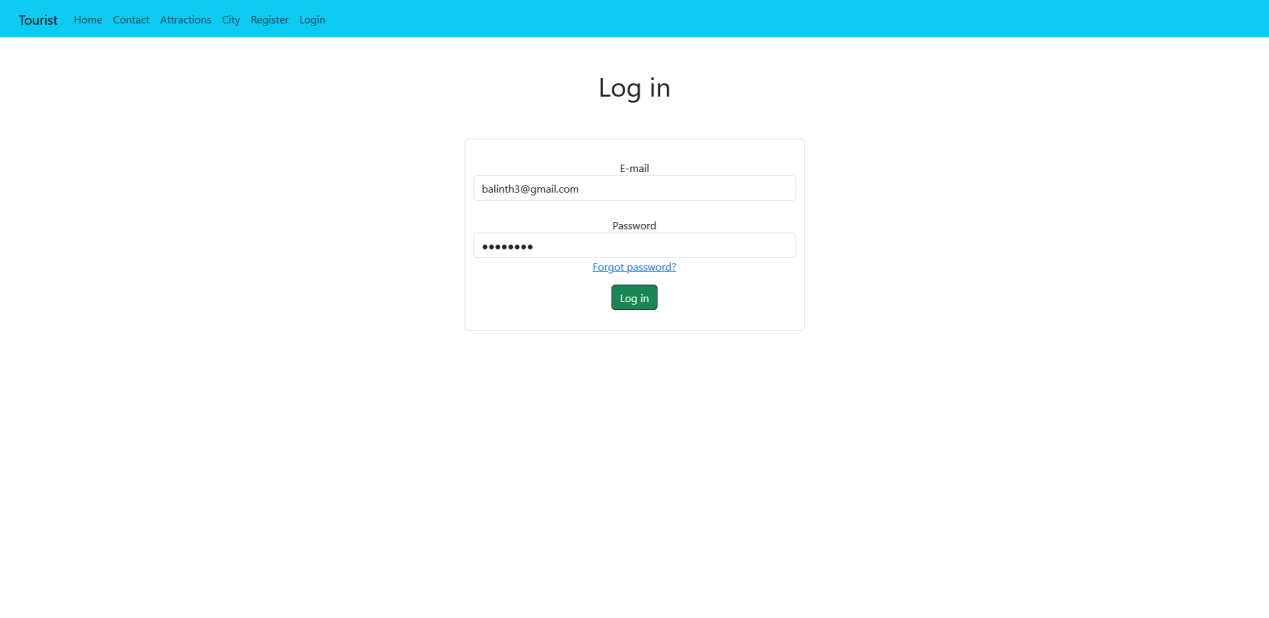 Tourist Home Contact Attractions City Register Login
Log in
E-mail
balinth3@gmail.com
Password
●●●●●●●●
Forgot password?
Log in